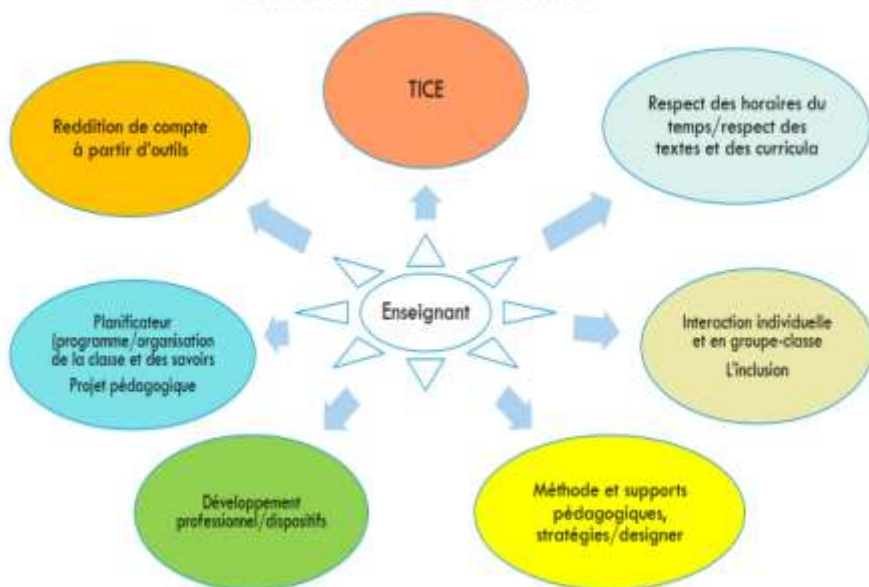 TICE
Reddition de compte
à partir d'outils
Respect des horaires du
temps/respect des
textes et des curricula
Enseignant
Planificateur
(programme/organisation
de la classe et des savoirs
Projet pédagogique
Interaction individuelle
et en groupe-classe
L'inclusion
Développement
professionnel/dispositifs
Méthode et supports
pédagogiques,
stratégies/designer